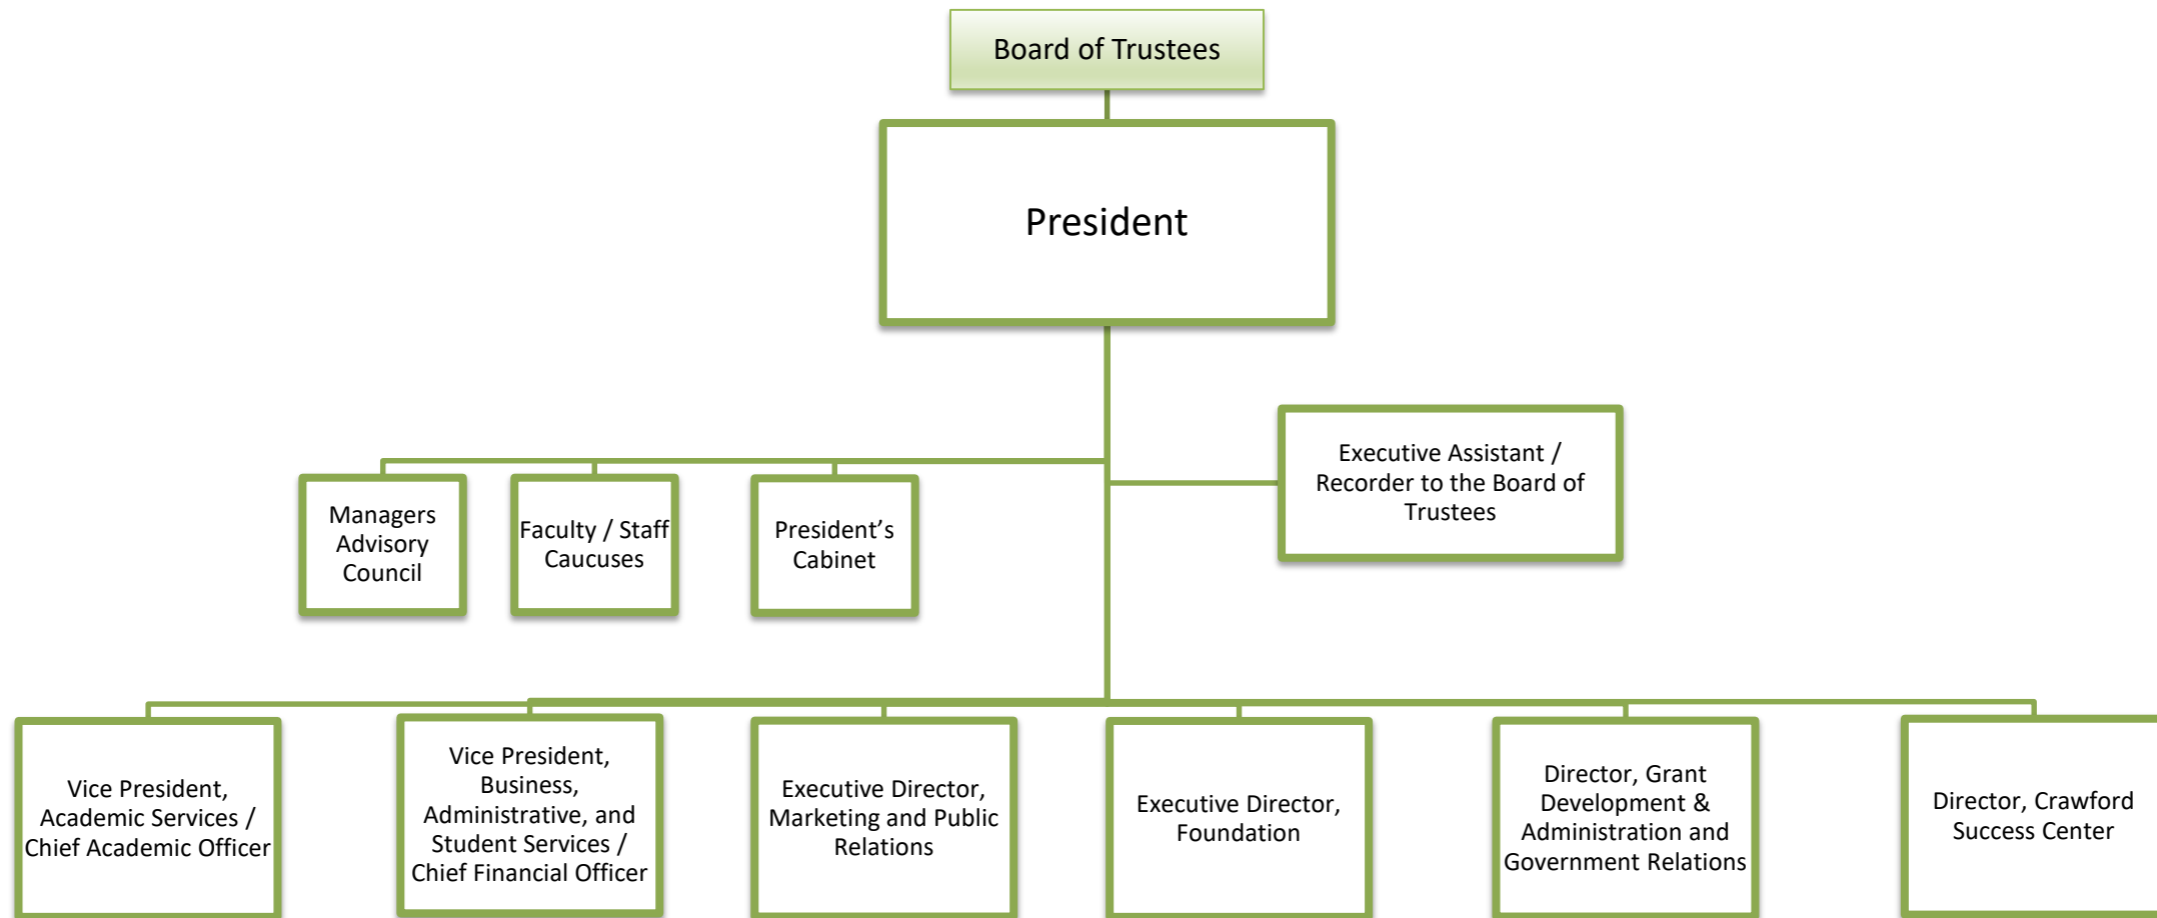 Board of Trustees
President
Executive Assistant /
Recorder to the Board of
Trustees
Managers
Advisory
Council
Faculty / Staff
Caucuses
President’s
Cabinet
Vice President,
Academic Services /
Chief Academic Officer
Vice President,
Business,
Administrative, and
Student Services /
Chief Financial Officer
Executive Director,
Marketing and Public
Relations
Executive Director,
Foundation
Director, Grant
Development &
Administration and
Government Relations
Director, Crawford
Success Center